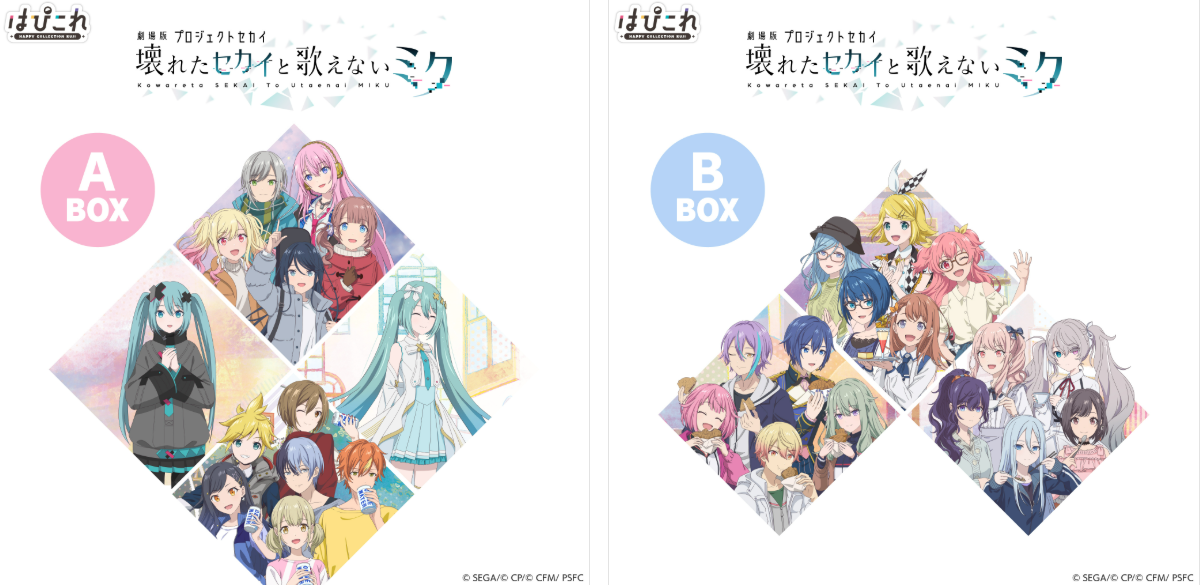 はぴこれ
HAPPY COLLECTION KUJI
劇場版 プロジェクトセカイ
壊れたセカイと歌えないミク
Kowareta SEKAI To Utaenai MIKU
A
BOX
© SEGA/© CP/© CFM/ PSFC
はぴこれ
HAPPY COLLECTION KUJI
劇場版 プロジェクトセカイ
壊れたセカイと歌えないミク
Kowareta SEKAI To Utaenai MIKU
B
BOX
© SEGA/© CP/© CFM/ PSFC